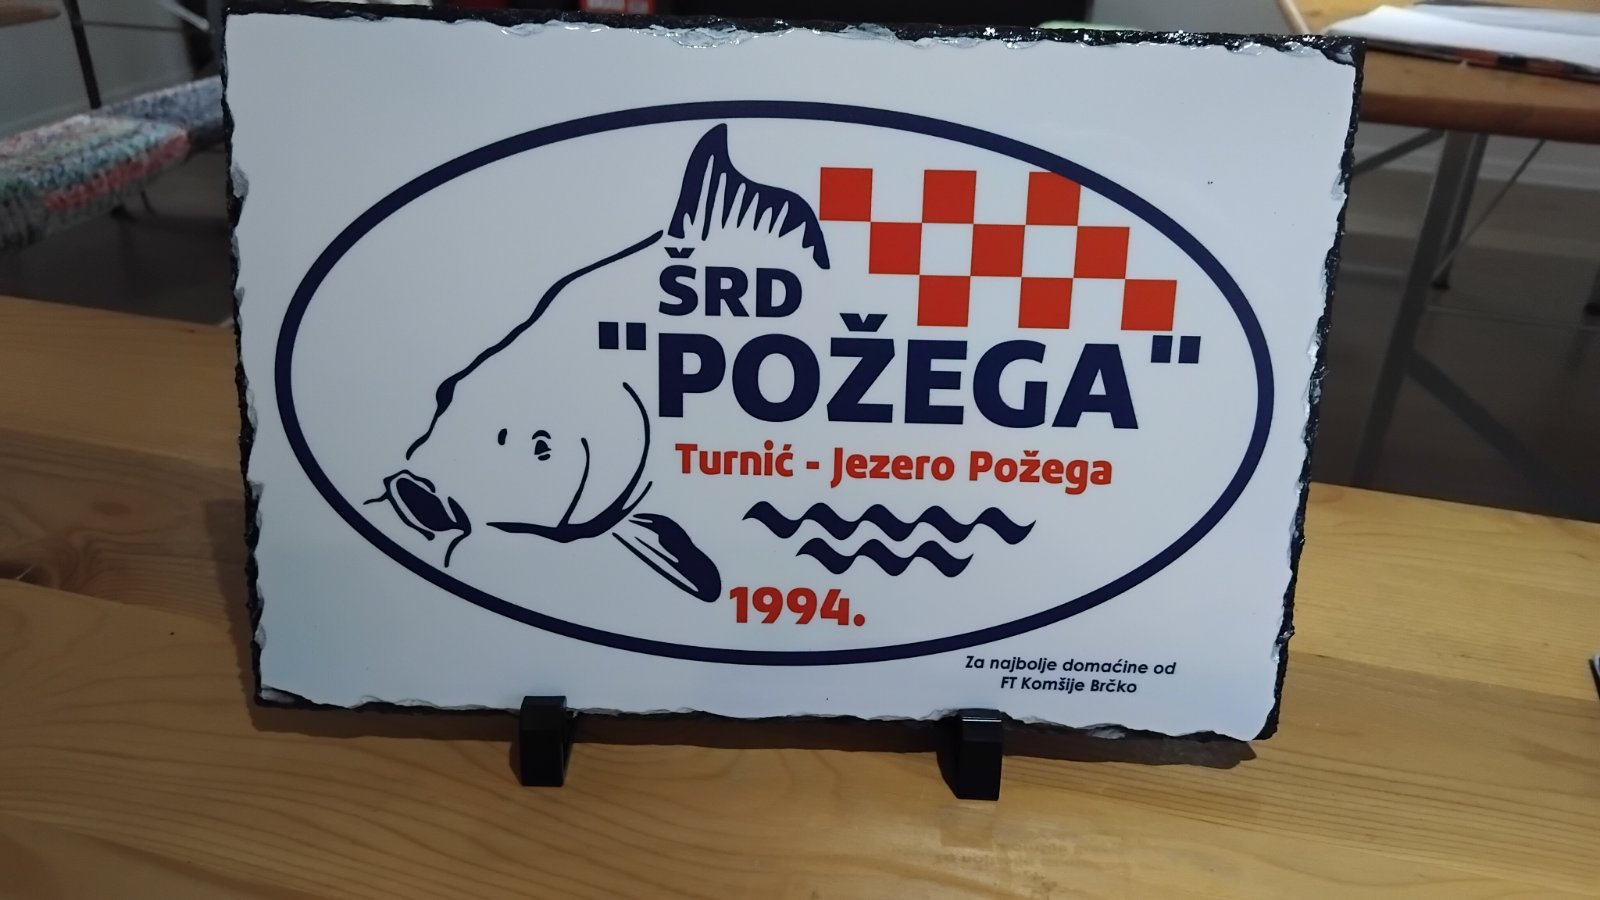 ŠRD
"POŽEGA"
Turnić - Jezero Požega
1994.
Za najbolje domaćine od
FT Komšije Brčko